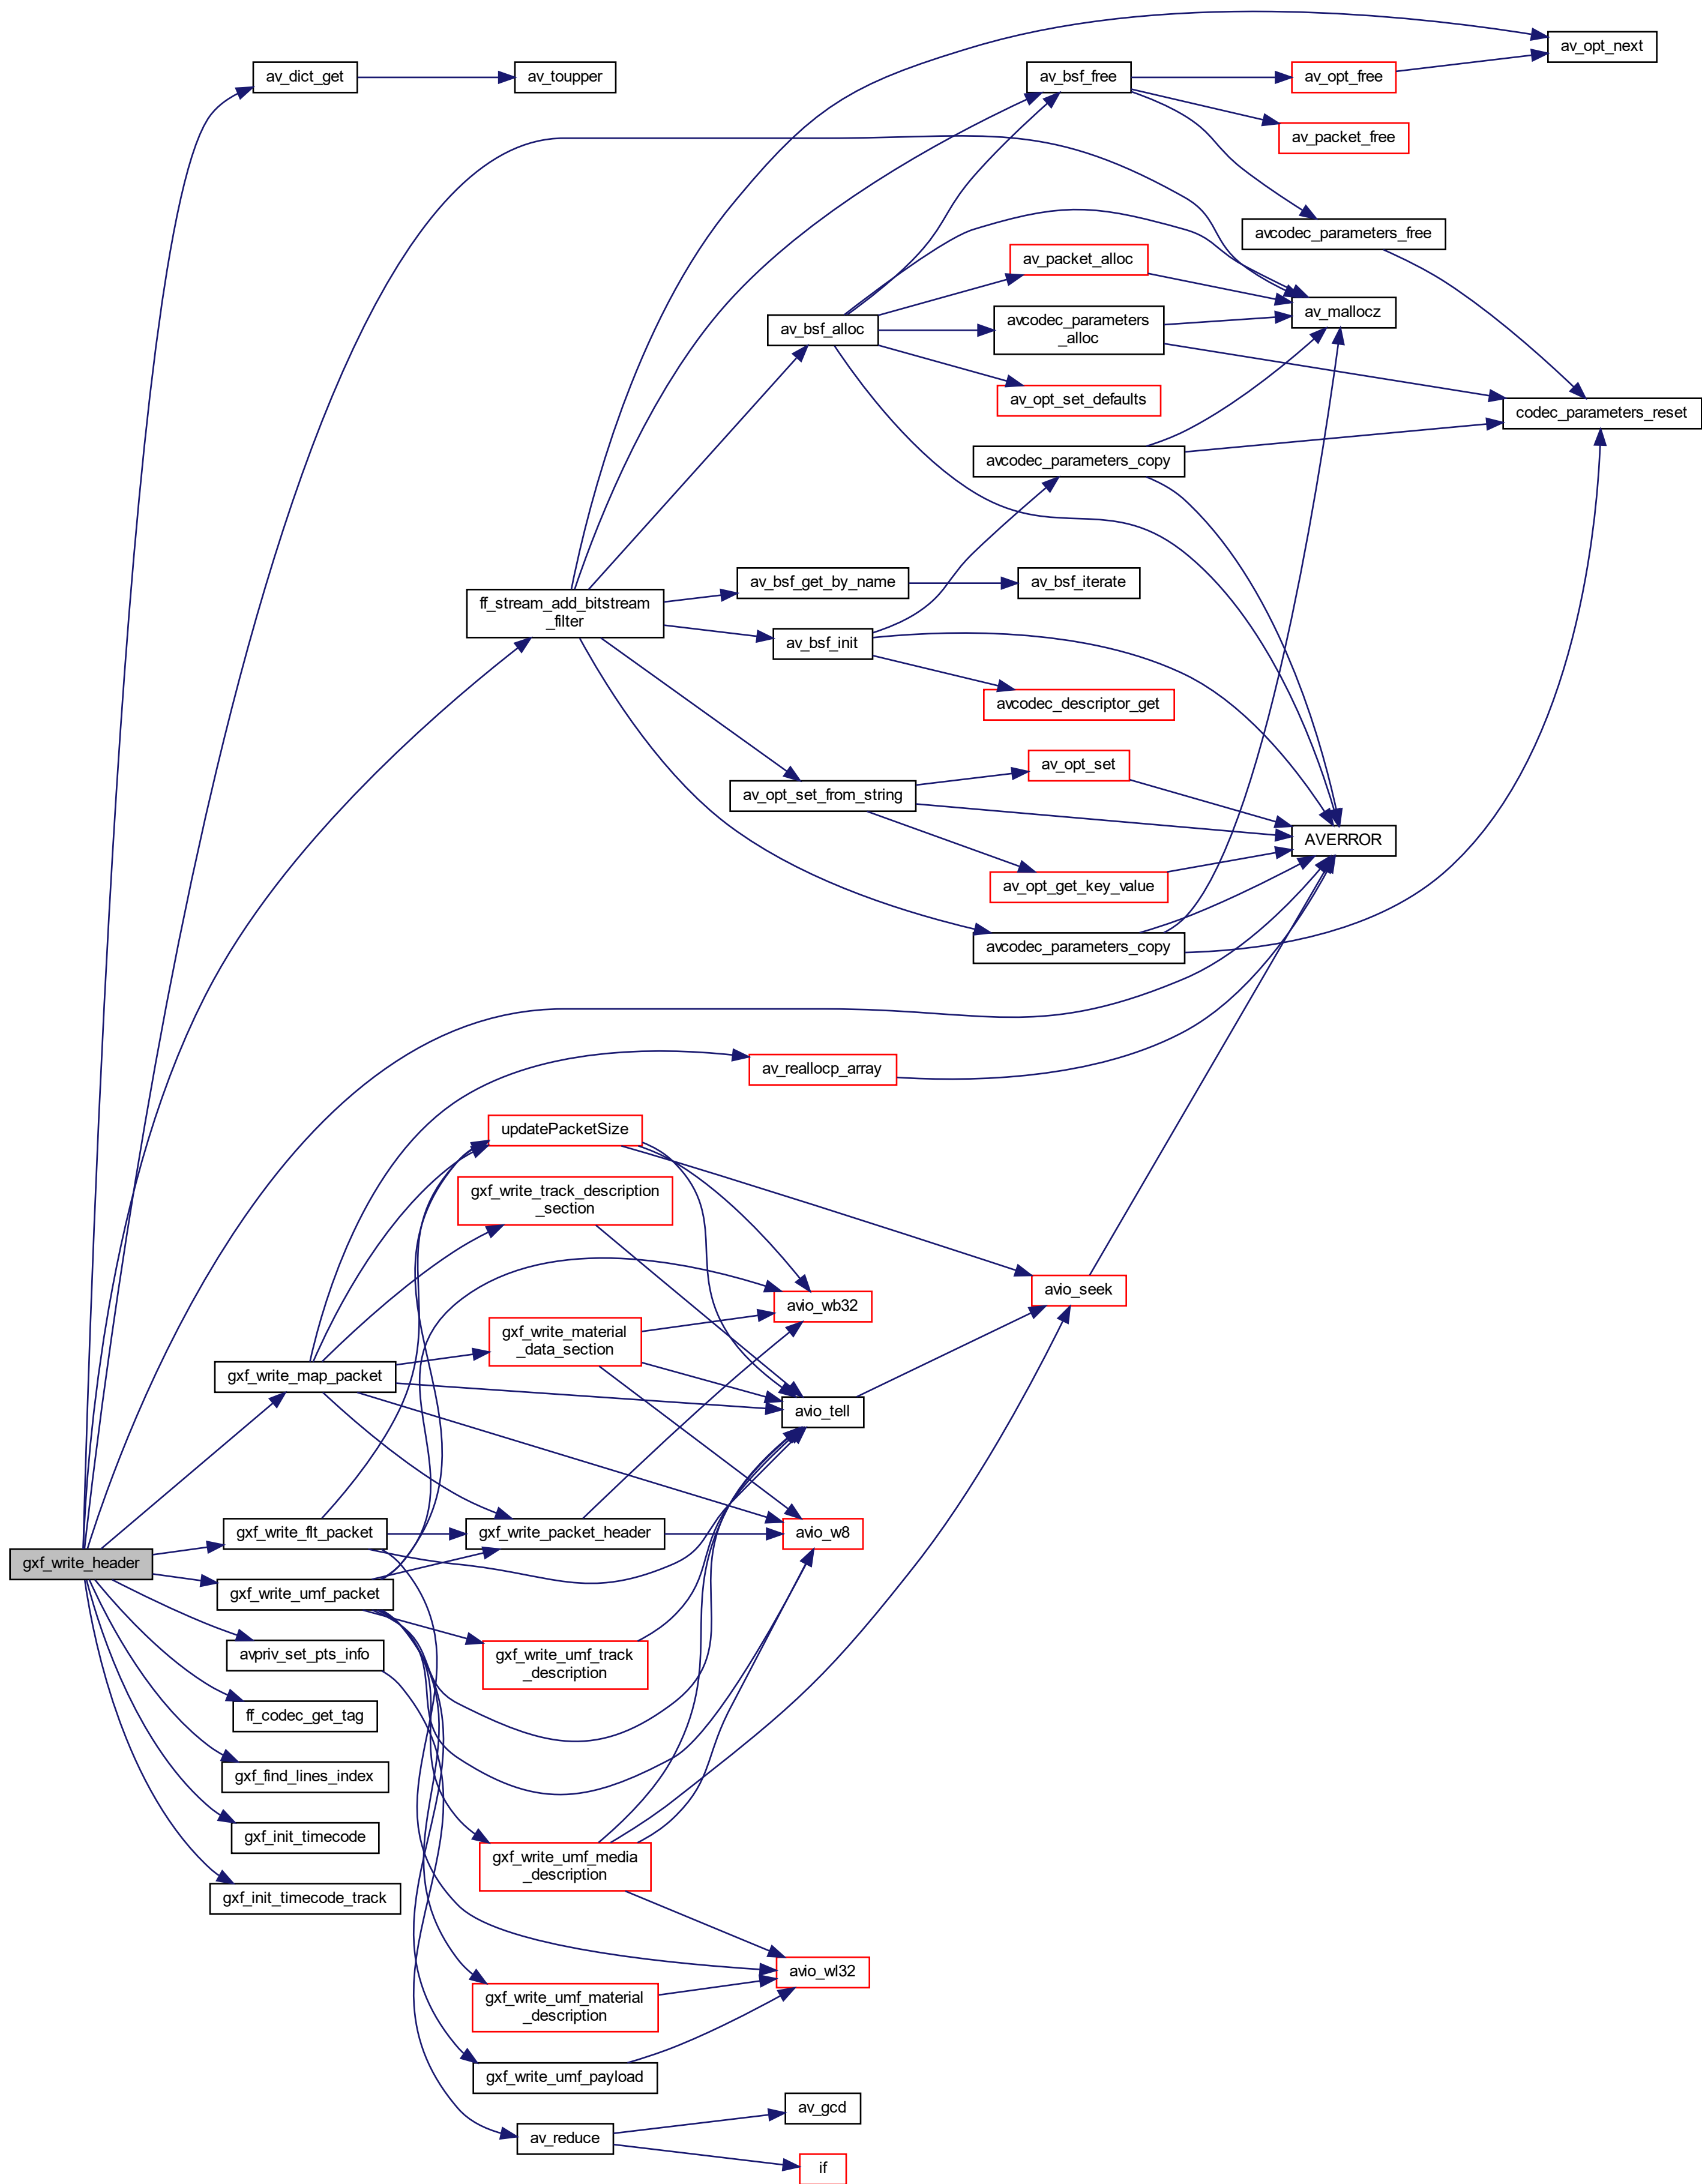 av_opt_next
av_dict_get
av_toupper
av_bsf_free
av_opt_free
av_packet_free
avcodec_parameters_free
av_packet_alloc
av_mallocz
av_bsf_alloc
avcodec_parameters
_alloc
av_opt_set_defaults
codec_parameters_reset
avcodec_parameters_copy
av_bsf_get_by_name
av_bsf_iterate
ff_stream_add_bitstream
_filter
av_bsf_init
avcodec_descriptor_get
av_opt_set
av_opt_set_from_string
AVERROR
av_opt_get_key_value
avcodec_parameters_copy
av_reallocp_array
updatePacketSize
gxf_write_track_description
_section
avio_seek
avio_wb32
gxf_write_material
_data_section
gxf_write_map_packet
avio_tell
gxf_write_flt_packet
gxf_write_packet_header
avio_w8
gxf_write_header
gxf_write_umf_packet
avpriv_set_pts_info
gxf_write_umf_track
_description
ff_codec_get_tag
gxf_find_lines_index
gxf_init_timecode
gxf_write_umf_media
_description
gxf_init_timecode_track
avio_wl32
gxf_write_umf_material
_description
gxf_write_umf_payload
av_gcd
av_reduce
if